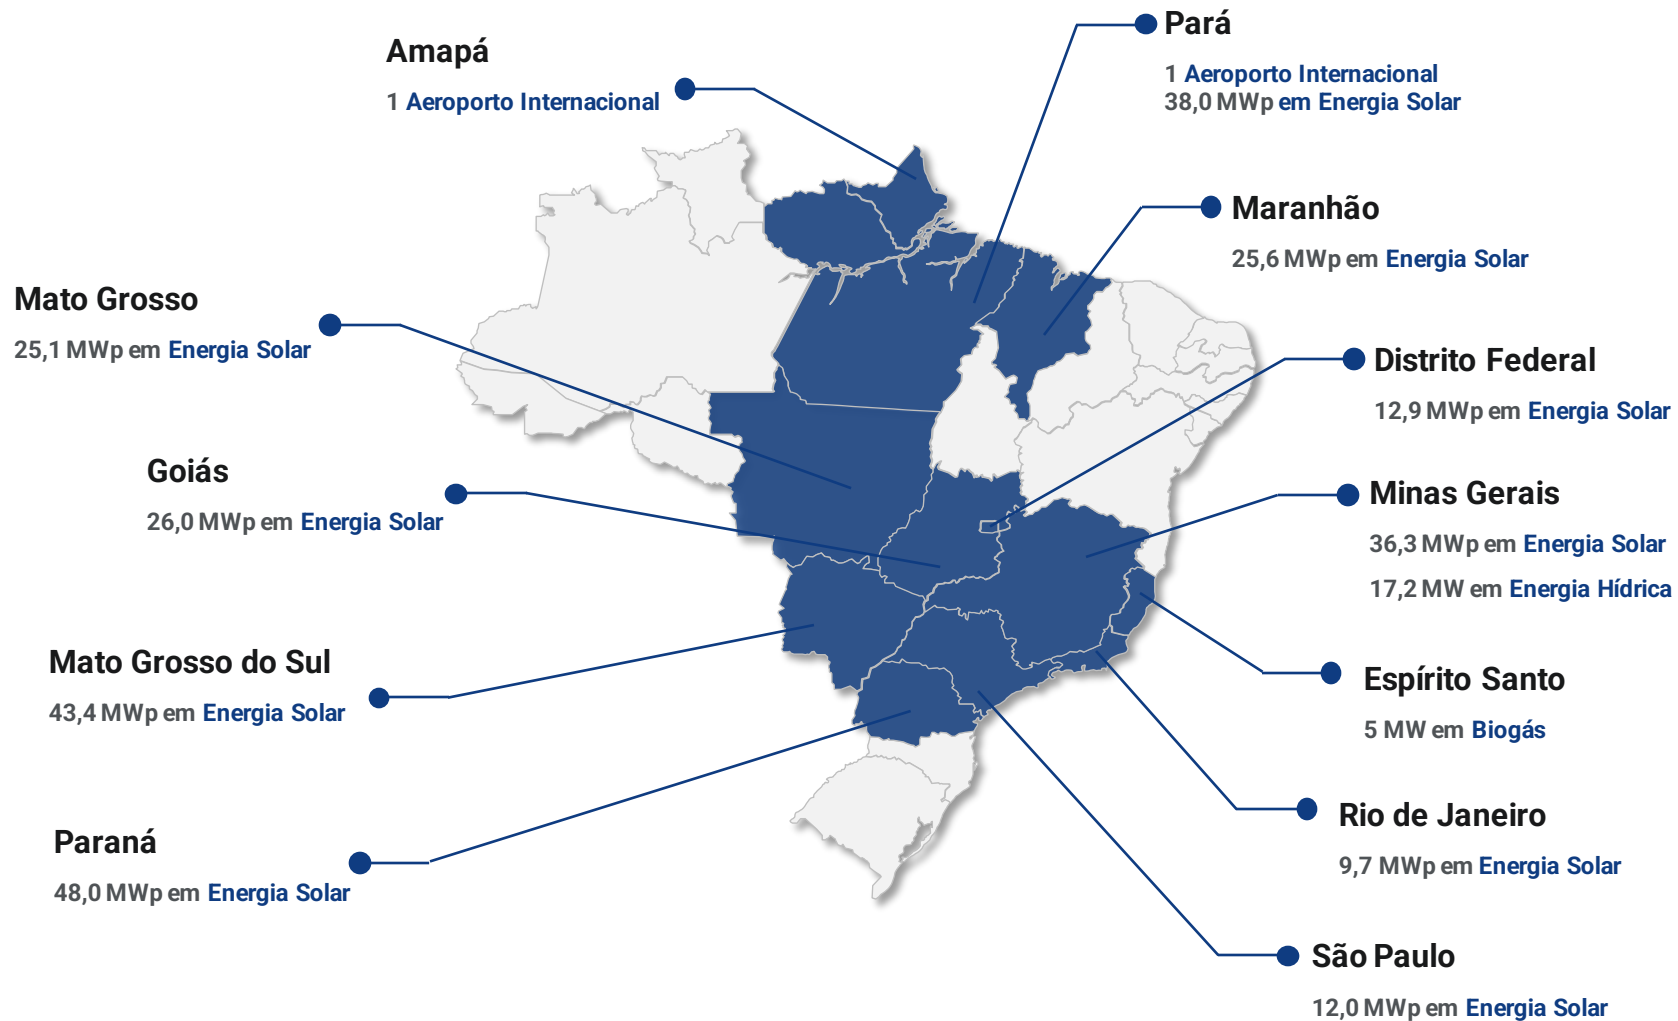 Amapá
1 Aeroporto Internacional
Pará
1 Aeroporto Internacional
38,0 MWp em Energia Solar
Maranhão
25,6 MWp em Energia Solar
Mato Grosso
25,1 MWp em Energia Solar
Distrito Federal
12,9 MWp em Energia Solar
Goiás
26,0 MWp em Energia Solar
Minas Gerais
36,3 MWp em Energia Solar
17,2 MW em Energia Hídrica
Mato Grosso do Sul
43,4 MWp em Energia Solar
Espírito Santo
5 MW em Biogás
Paraná
48,0 MWp em Energia Solar
Rio de Janeiro
9,7 MWp em Energia Solar
São Paulo
12,0 MWp em Energia Solar